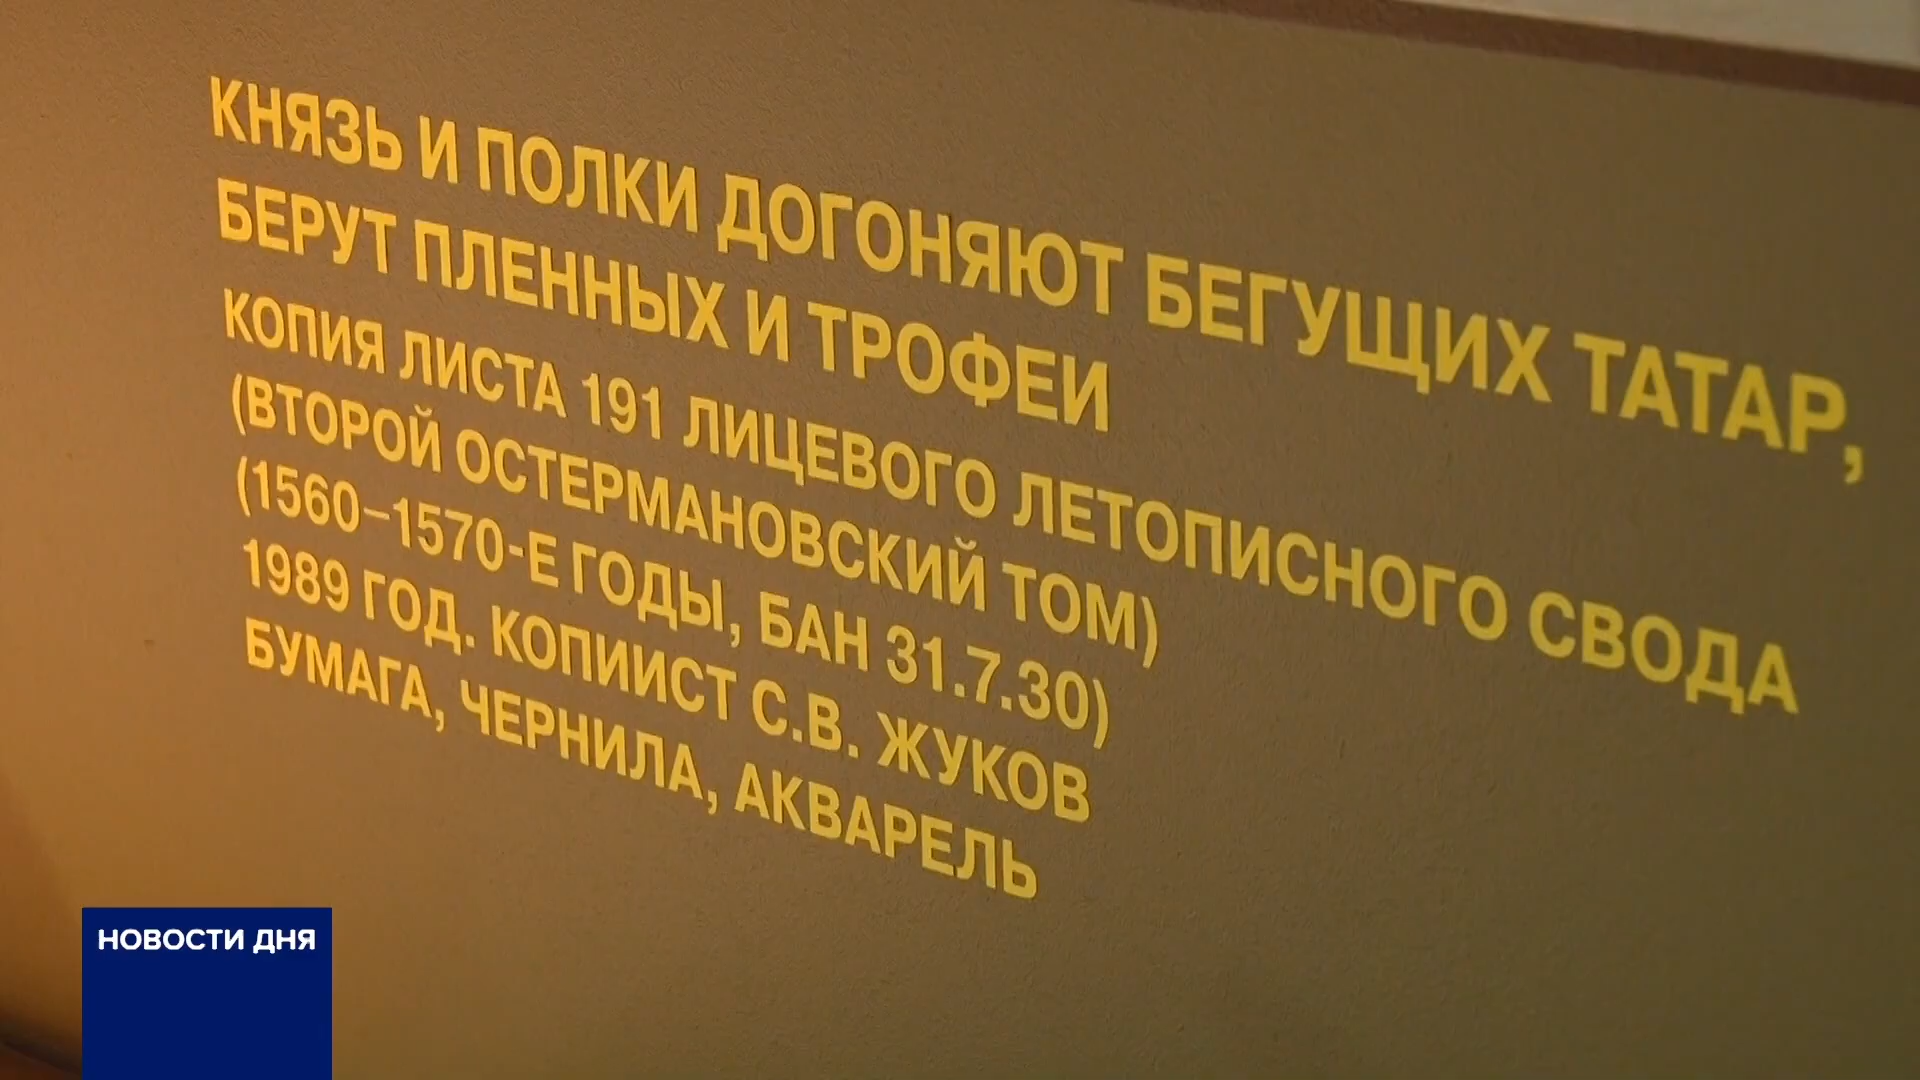 КНЯЗЬ И ПОЛКИ ДОГОНЯЮТ БЕГУЩИХ ТАТАР,
БЕРУТ ПЛЕННЫХ И ТРОФЕИ
КОПИЯ ЛИСТА 191 ЛИЦЕВОГО ЛЕТОПИСНОГО СВОДА
(ВТОРОЙ ОСТЕРМАНОВСКИЙ ТОМ)
(1560–1570-Е ГОДЫ, БАН 31.7.30)
1989 ГОД. КОПИИСТ С.В. ЖУКОВ
БУМАГА, ЧЕРНИЛА, АКВАРЕЛЬ
НОВОСТИ ДНЯ